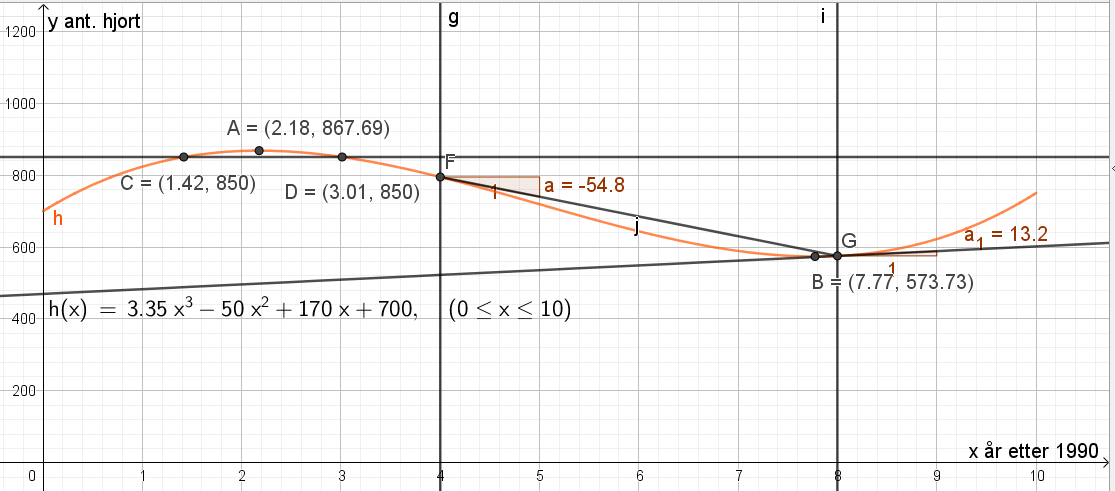 y ant. hjort
g
i
1200
1000
A = (2.18, 867.69)
F
800
C = (1.42, 850)
D = (3.01, 850)
1
a = -54.8
h
j
600
G
a₁ = 13.2
1
B = (7.77, 573.73)
h(x) = 3.35 x³ − 50 x² + 170 x + 700, (0 ≤ x ≤ 10)
400
200
x år etter 1990
0 1 2 3 4 5 6 7 8 9 10